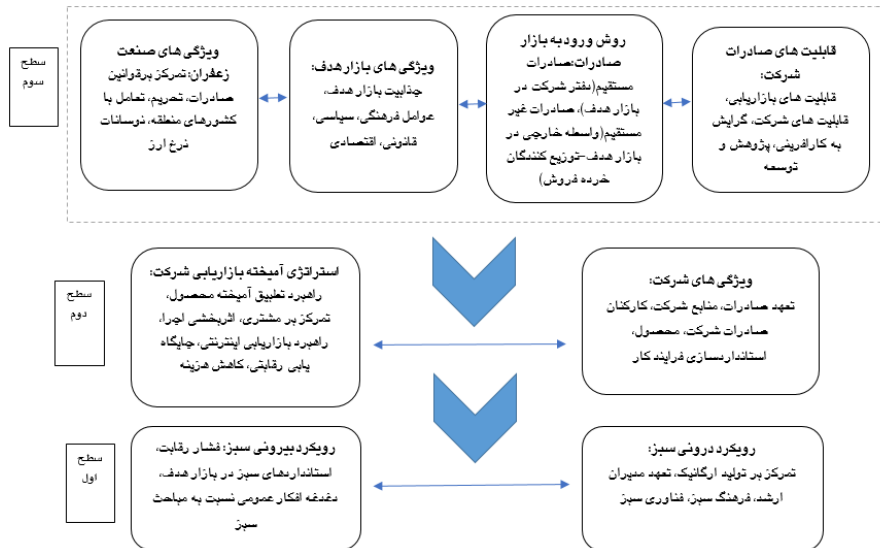 سطح
سوم
قابلیت های صادرات
شرکت:
قابلیت های بازاریابی،
قابلیت های شرکت، گرایش
به کارافرینی، پژوهش و
توسعه
روش ورود به بازار
صادرات: صادرات
مستقیم(دفتر شرکت در
بازار هدف)، صادرات غیر
مستقیم(واسطه خارجی در
بازار هدف-توزیع کنندگان
خرده فروش)
ویژگی های بازار هدف:
جذابیت بازار هدف،
عوامل فرهنگی، سیاسی،
قانونی، اقتصادی
ویژگی های صنعت
زعفران: تمرکز برقوانین
صادرات، تحریم، تعامل با
کشورهای منطقه، نوسانات
نرخ ارز
سطح
دوم
ویژگی های شرکت:
تعهد صادرات، منابع شرکت، کارکنان
صادرات شرکت، محصول،
استانداردسازی فرایند کار
استراتژی آمیخته بازاریابی شرکت:
راهبرد تطبیق آمیخته محصول،
تمرکز بر مشتری، اثربخشی اجرا،
راهبرد بازاریابی اینترنتی، جایگاه
یابی رقابتی، کاهش هزینه
سطح
اول
رویکرد درونی سبز:
تمرکز بر تولید ارگانیک، تعهد مدیران
ارشد، فرهنگ سبز، فناوری سبز
رویکرد بیرونی سبز: فشار رقابت،
استانداردهای سبز در بازار هدف،
دغدغه افکار عمومی نسبت به مباحث
سبز